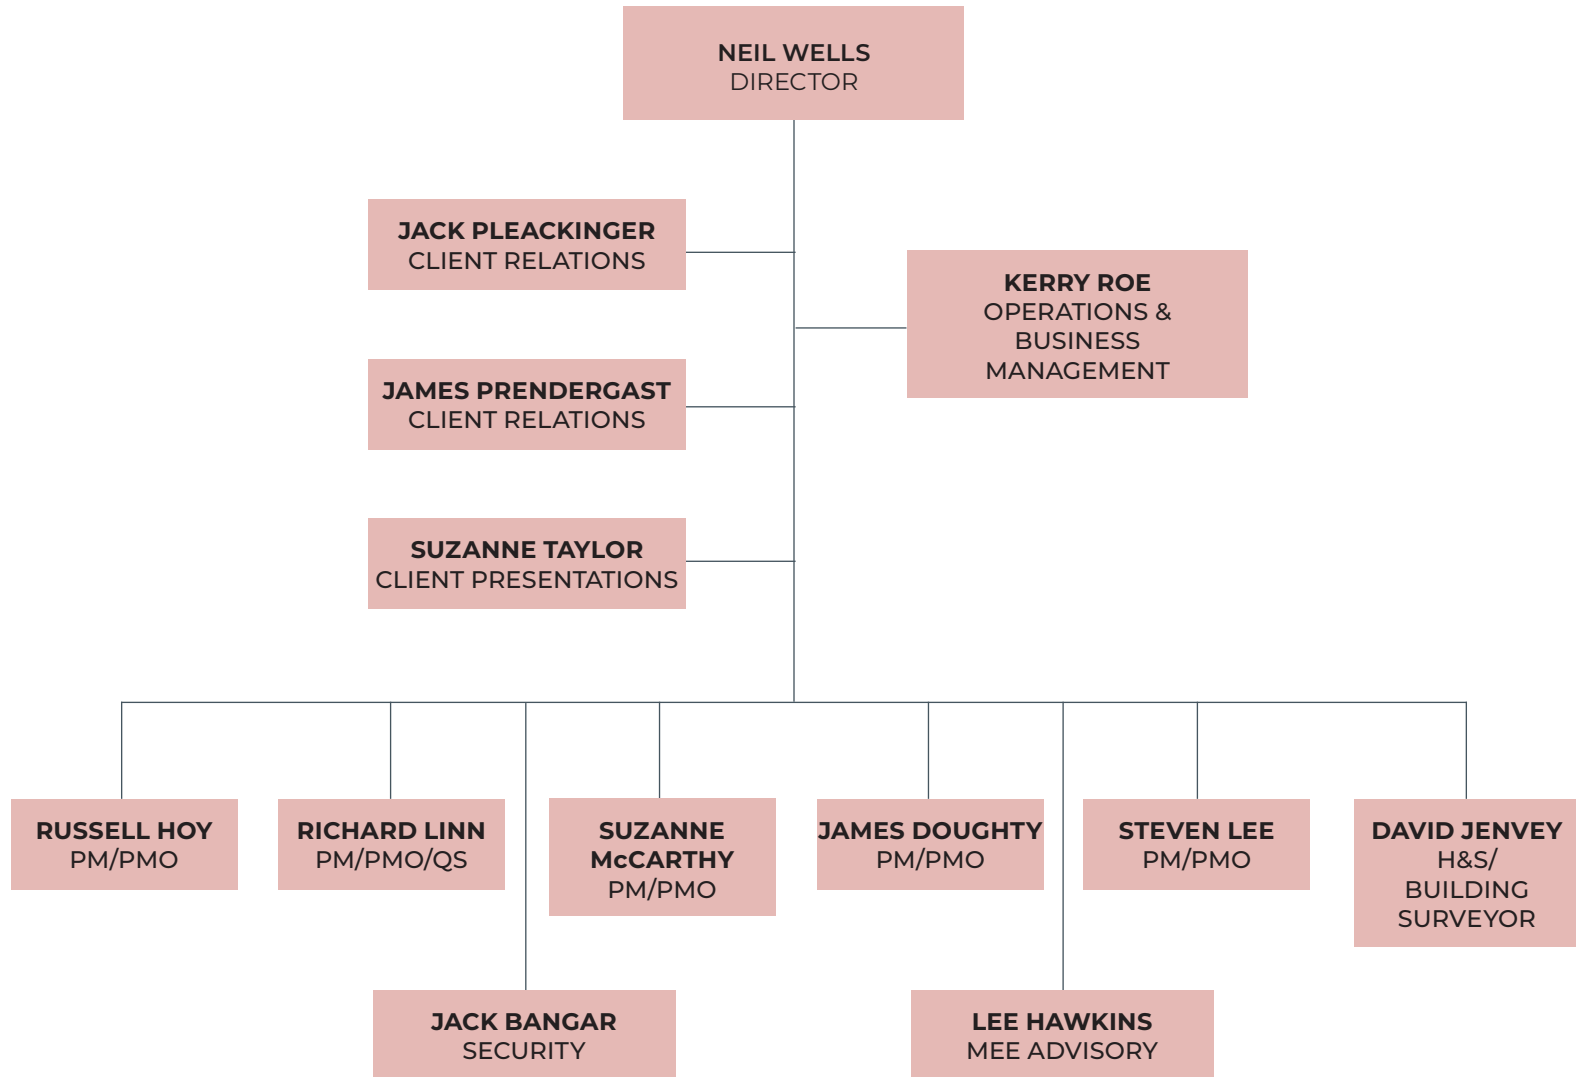 NEIL WELLS
DIRECTOR
JACK PLEACKINGER
CLIENT RELATIONS
KERRY ROE
OPERATIONS &
BUSINESS
MANAGEMENT
JAMES PRENDERGAST
CLIENT RELATIONS
SUZANNE TAYLOR
CLIENT PRESENTATIONS
RUSSELL HOY
PM/PMO
RICHARD LINN
PM/PMO/QS
SUZANNE
McCARTHY
PM/PMO
JAMES DOUGHTY
PM/PMO
STEVEN LEE
PM/PMO
DAVID JENVEY
H&S/
BUILDING
SURVEYOR
JACK BANGAR
SECURITY
LEE HAWKINS
MEE ADVISORY